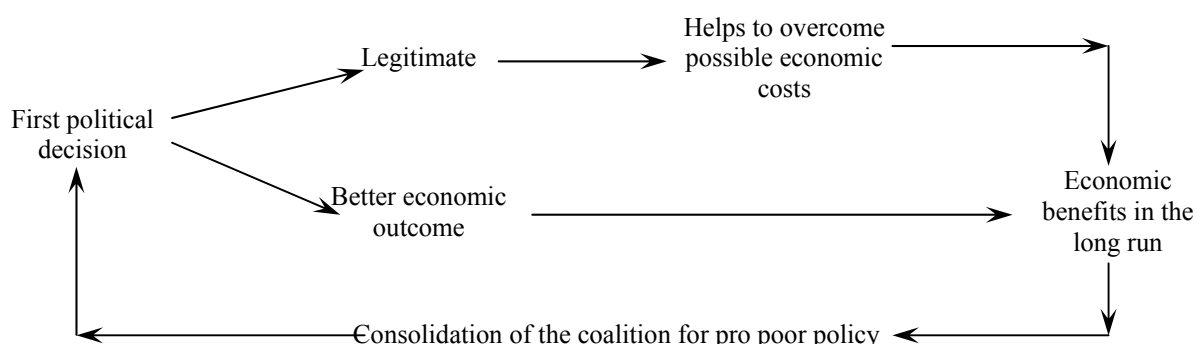 Legitimate
Helps to overcome
possible economic
costs
First political
decision
Better economic
outcome
Economic
benefits in the
long run
Consolidation of the coalition for pro poor policy